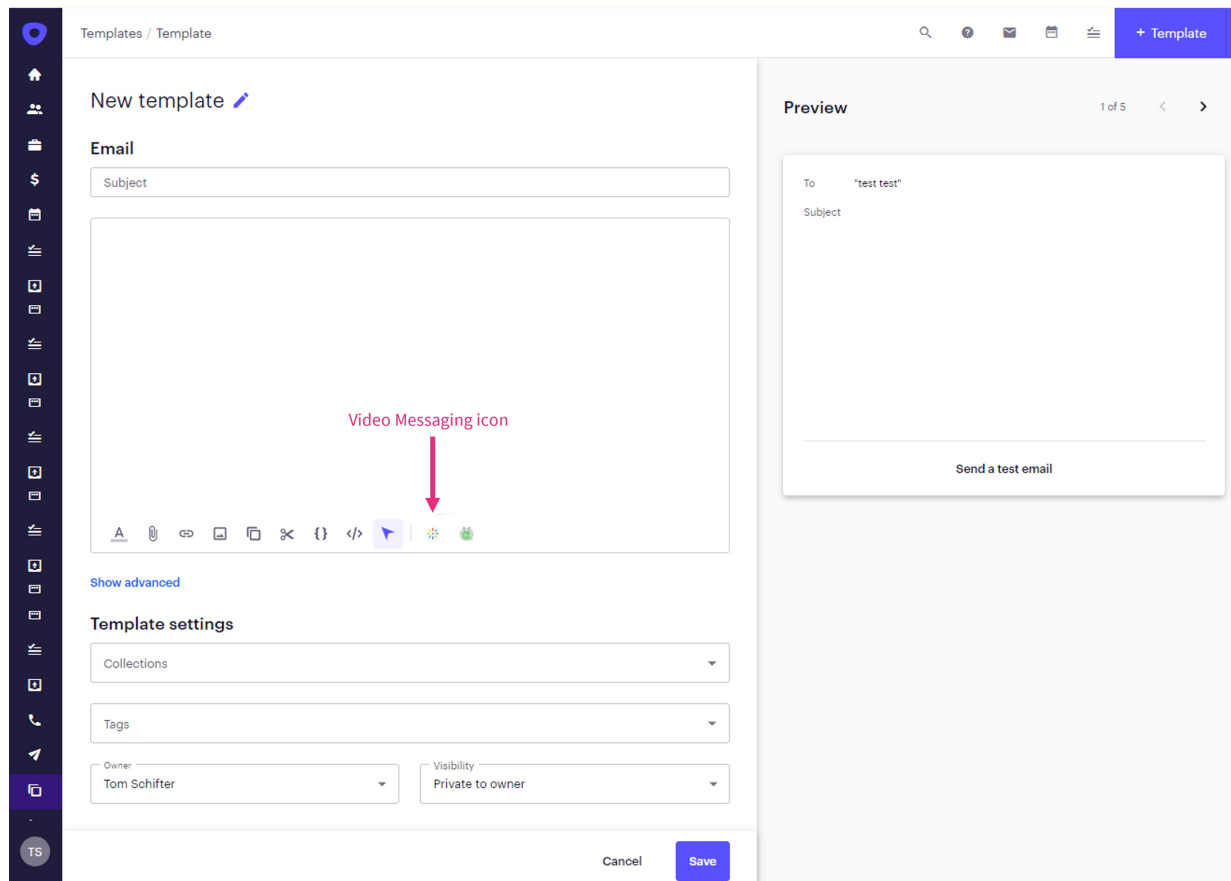 Templates / Template
+ Template
New template
Email
Subject
Video Messaging icon
Show advanced
Template settings
Collections
Tags
Owner
Tom Schifter
Visibility
Private to owner
Cancel
Save
TS
Preview
1 of 5
To "test test"
Subject
Send a test email